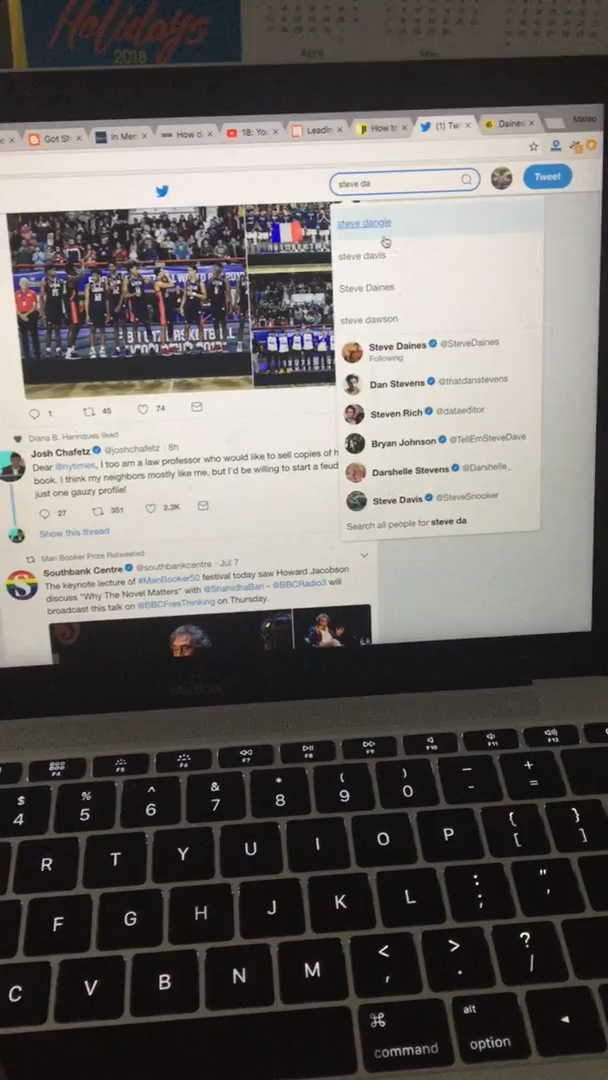 Holidays
2018
April
Got Sh
In Mem
How d
18: You
Leadin
How to
(1) Twi
Daines
Mateo
steve da
Tweet
steve dangle
steve davis
Steve Daines
steve dawson
Steve Daines @SteveDaines
Following
Dan Stevens @thatdanstevens
Steven Rich @dataeditor
Bryan Johnson @TellEmSteveDave
Darshelle Stevens @Darshelle_
Steve Davis @SteveSnooker
Search all people for steve da
1 45 74
Diana B. Henriques liked
Josh Chafetz @joshchafetz · 8h
Dear @nytimes, I too am a law professor who would like to sell copies of h
book. I think my neighbors mostly like me, but I'd be willing to start a feud
just one gauzy profile!
27 351 2.3K
Show this thread
Man Booker Prize Retweeted
Southbank Centre @southbankcentre · Jul 7
The keynote lecture of #ManBooker50 festival today saw Howard Jacobson
discuss "Why The Novel Matters" with @ShahidhaBari - @BBCRadio3 will
broadcast this talk on @BBCFreeThinking on Thursday.
MacBook
F4 F5 F6 F7 F8 F9 F10 F11 F12
$ % ^ & * ( ) _ +
4 5 6 7 8 9 0 - =
R T Y U I O P { [ } ]
F G H J K L : ; " '
C V B N M < , > . ? /
⌘ alt
command option